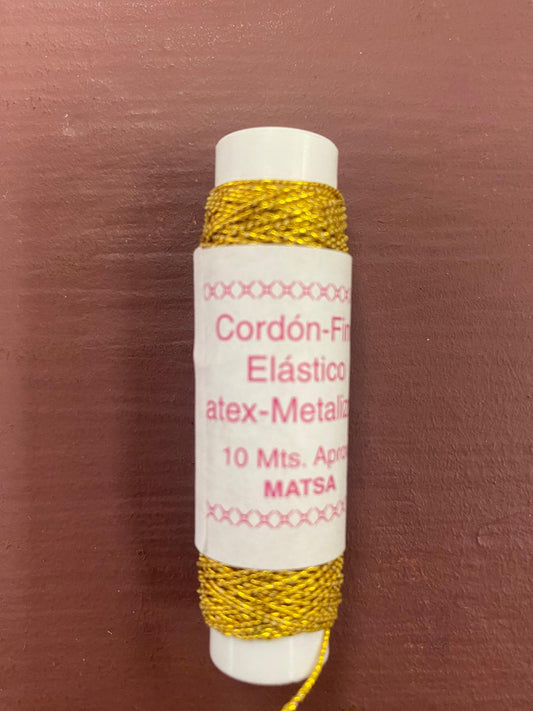 Cordón-Fin
Elástico
atex-Metaliz
10 Mts. Aprox
MATSA